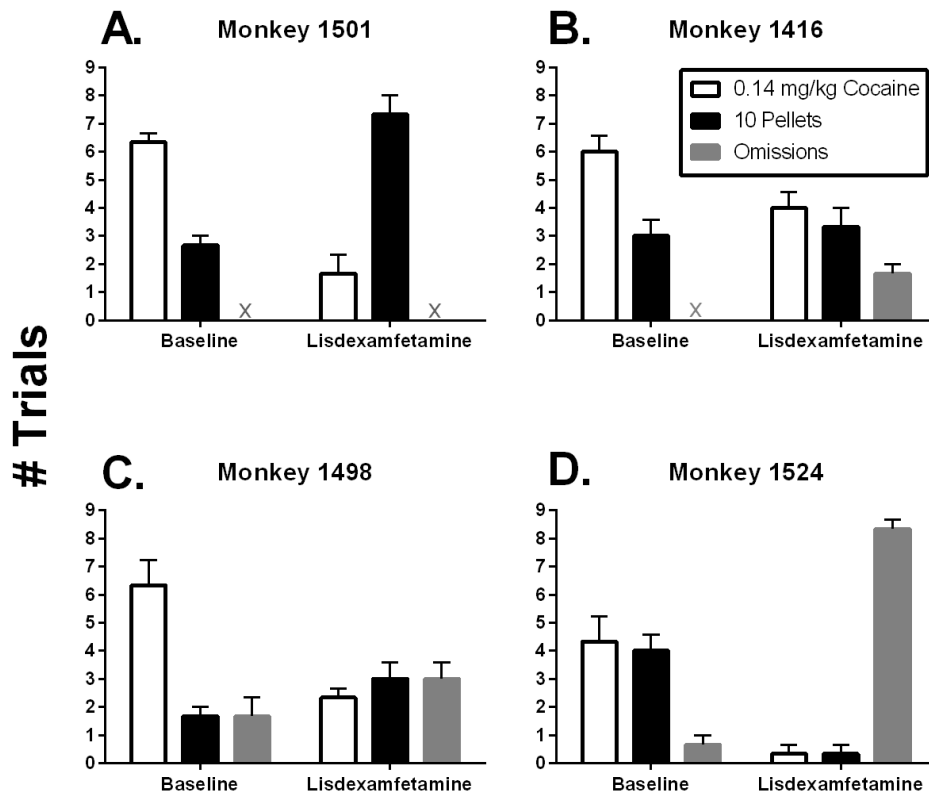 # Trials
A.
Monkey 1501
9
8
7
6
5
4
3
2
1
0
X
X
Baseline
Lisdexamfetamine
B.
Monkey 1416
0.14 mg/kg Cocaine
10 Pellets
Omissions
9
8
7
6
5
4
3
2
1
0
X
Baseline
Lisdexamfetamine
C.
Monkey 1498
9
8
7
6
5
4
3
2
1
0
Baseline
Lisdexamfetamine
D.
Monkey 1524
9
8
7
6
5
4
3
2
1
0
Baseline
Lisdexamfetamine